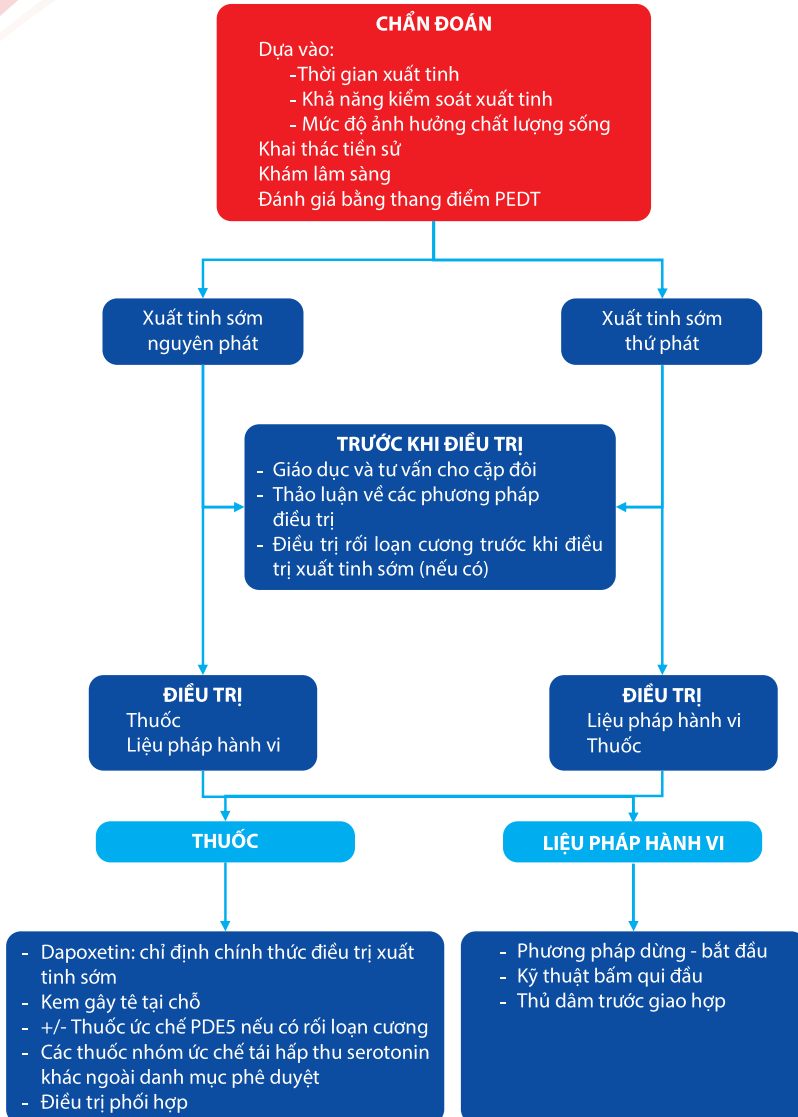 CHẨN ĐOÁN
Dựa vào:
-Thời gian xuất tinh
- Khả năng kiểm soát xuất tinh
- Mức độ ảnh hưởng chất lượng sống
Khai thác tiền sử
Khám lâm sàng
Đánh giá bằng thang điểm PEDT
Xuất tinh sớm
nguyên phát
Xuất tinh sớm
thứ phát
TRƯỚC KHI ĐIỀU TRỊ
- Giáo dục và tư vấn cho cặp đôi
- Thảo luận về các phương pháp
điều trị
- Điều trị rối loạn cương trước khi điều
trị xuất tinh sớm (nếu có)
ĐIỀU TRỊ
Thuốc
Liệu pháp hành vi
ĐIỀU TRỊ
Liệu pháp hành vi
Thuốc
THUỐC
LIỆU PHÁP HÀNH VI
- Dapoxetin: chỉ định chính thức điều trị xuất
tinh sớm
- Kem gây tê tại chỗ
- +/- Thuốc ức chế PDE5 nếu có rối loạn cương
- Các thuốc nhóm ức chế tái hấp thu serotonin
khác ngoài danh mục phê duyệt
- Điều trị phối hợp
- Phương pháp dừng - bắt đầu
- Kỹ thuật bấm qui đầu
- Thủ dâm trước giao hợp